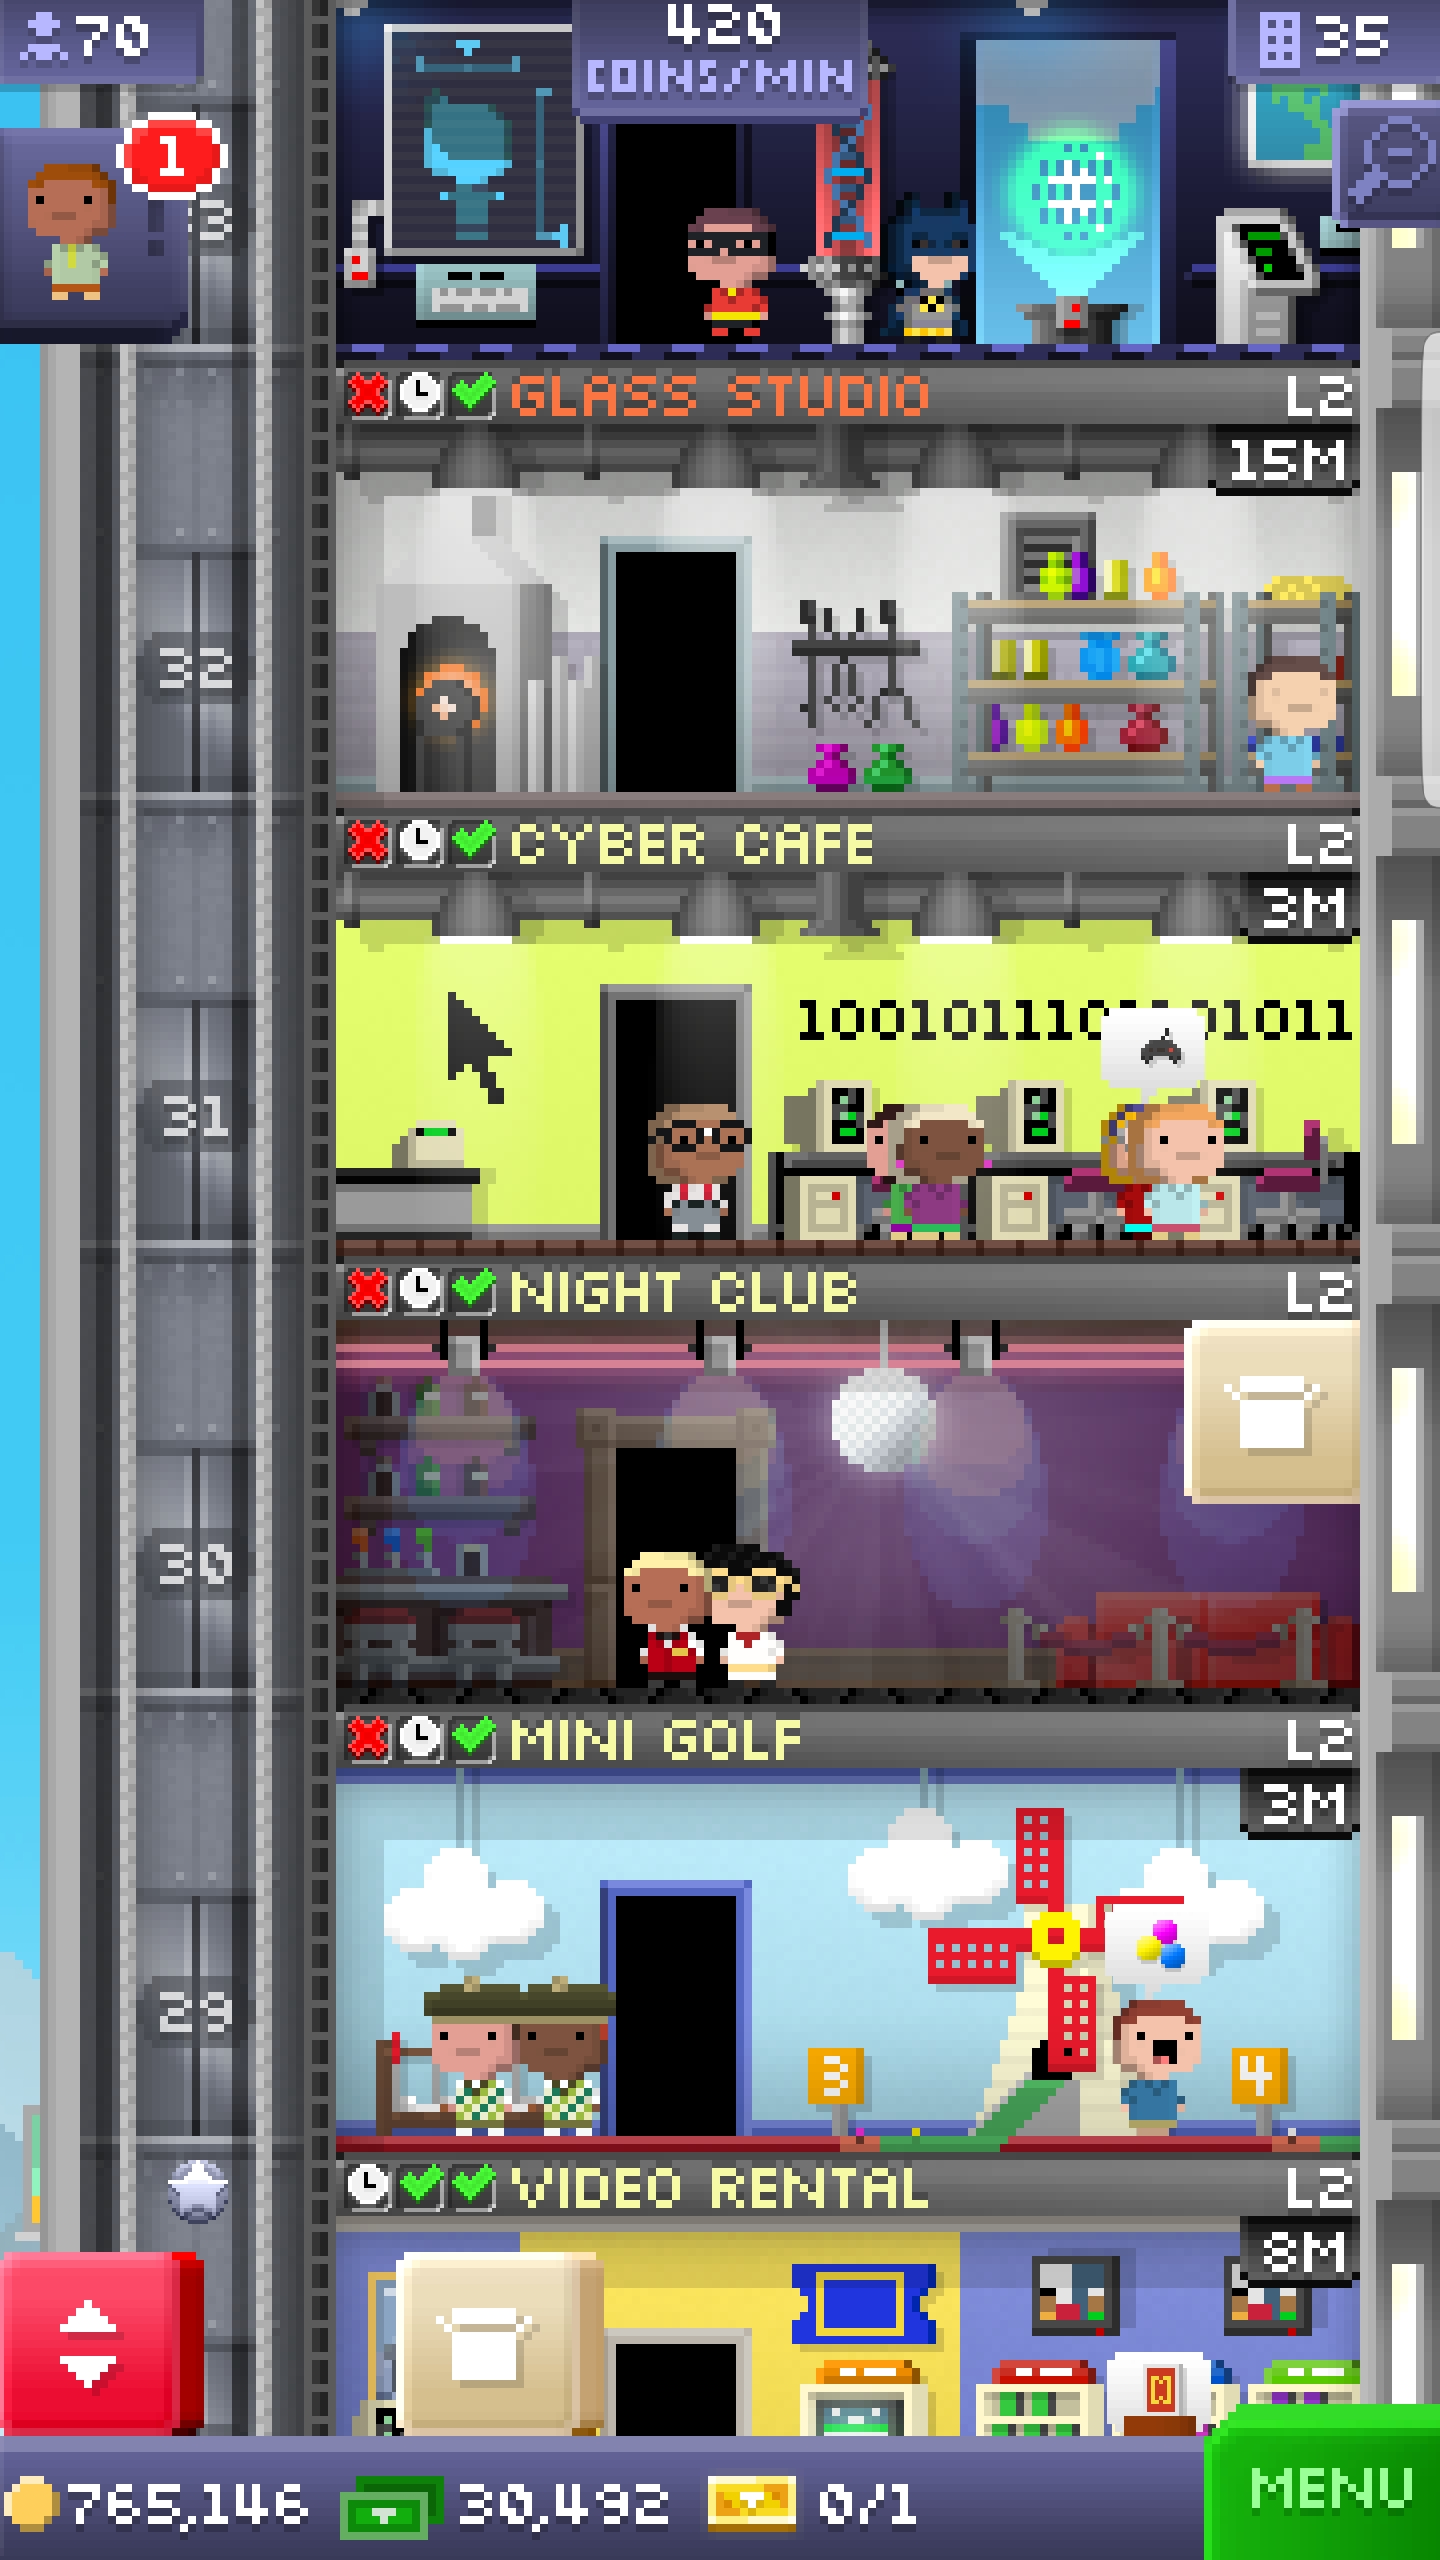 70
420
COINS/MIN
35
1
3
GLASS STUDIO L2
15M
32
CYBER CAFE L2
3M
31
NIGHT CLUB L2
30
MINI GOLF L2
3M
29
3
4
VIDEO RENTAL L2
8M
765,146 30,492 0/1
MENU